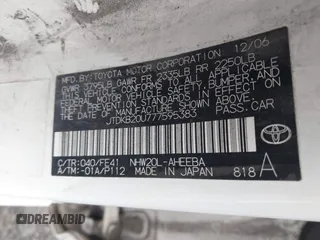 MFD. BY: TOYOTA MOTOR CORPORATION 12/06
GVWR 3795LB GAWR FR 2335LB RR 2250LB
THIS VEHICLE CONFORMS TO ALL APPLICABLE
FEDERAL MOTOR VEHICLE SAFETY, BUMPER, AND
THEFT PREVENTION STANDARDS IN EFFECT ON
THE DATE OF MANUFACTURE SHOWN ABOVE.
JTDKB20U777595383 PASS. CAR
C/TR: 040/FE41 NHW20L-AHEEBA
A/TM: -01A/P112 MADE IN JAPAN 818 A
TOYOTA
DREAMBID